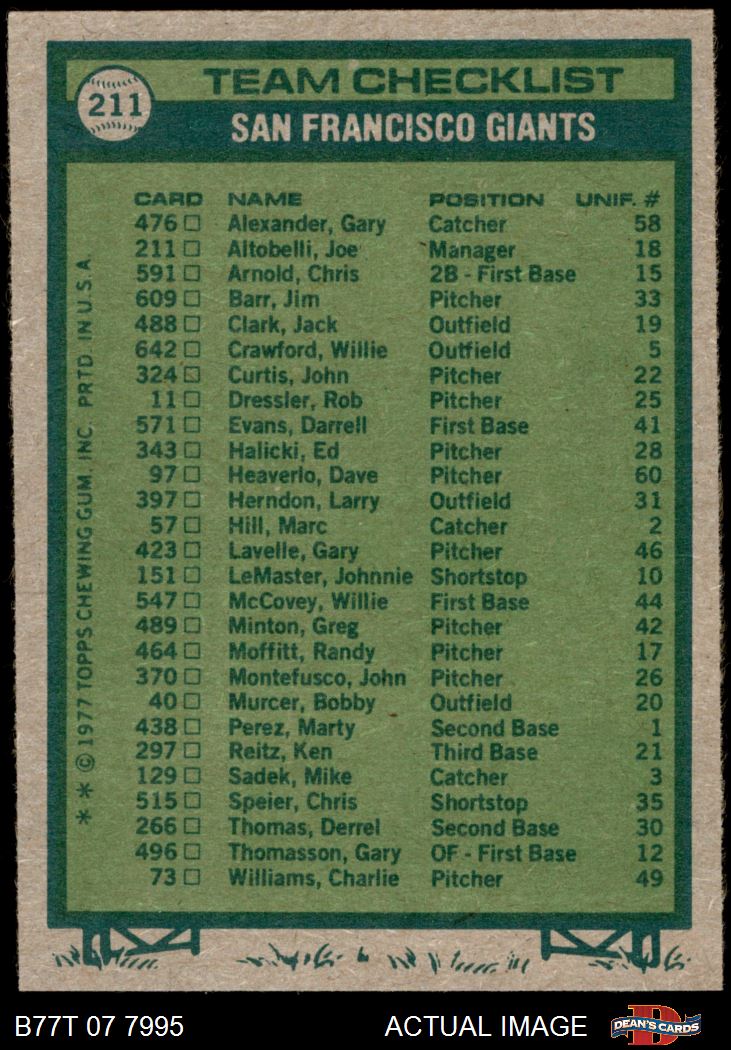 211
TEAM CHECKLIST
SAN FRANCISCO GIANTS
CARD NAME POSITION UNIF. #
476 Alexander, Gary Catcher 58
211 Altobelli, Joe Manager 18
591 Arnold, Chris 2B - First Base 15
609 Barr, Jim Pitcher 33
488 Clark, Jack Outfield 19
642 Crawford, Willie Outfield 5
324 Curtis, John Pitcher 22
11 Dressler, Rob Pitcher 25
571 Evans, Darrell First Base 41
343 Halicki, Ed Pitcher 28
97 Heaverlo, Dave Pitcher 60
397 Herndon, Larry Outfield 31
57 Hill, Marc Catcher 2
423 Lavelle, Gary Pitcher 46
151 LeMaster, Johnnie Shortstop 10
547 McCovey, Willie First Base 44
489 Minton, Greg Pitcher 42
464 Moffitt, Randy Pitcher 17
370 Montefusco, John Pitcher 26
40 Murcer, Bobby Outfield 20
438 Perez, Marty Second Base 1
297 Reitz, Ken Third Base 21
129 Sadek, Mike Catcher 3
515 Speier, Chris Shortstop 35
266 Thomas, Derrel Second Base 30
496 Thomasson, Gary OF - First Base 12
73 Williams, Charlie Pitcher 49
* * © 1977 TOPPS CHEWING GUM, INC. PRTD. IN U.S.A.
B77T 07 7995 ACTUAL IMAGE
D
DEAN'S CARDS